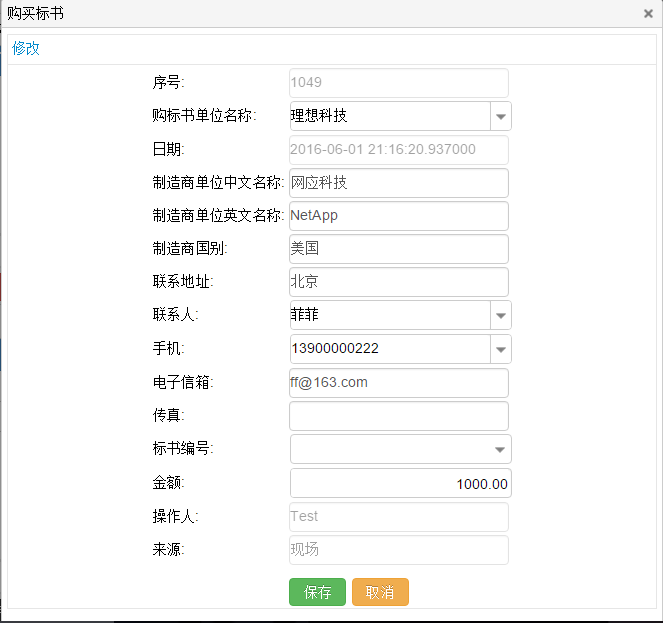 购买标书
修改
序号: 1049
购标书单位名称: 理想科技
日期: 2016-06-01 21:16:20.937000
制造商单位中文名称: 网应科技
制造商单位英文名称: NetApp
制造商国别: 美国
联系地址: 北京
联系人: 菲菲
手机: 13900000222
电子信箱: ff@163.com
传真:
标书编号:
金额: 1000.00
操作人: Test
来源: 现场
保存 取消